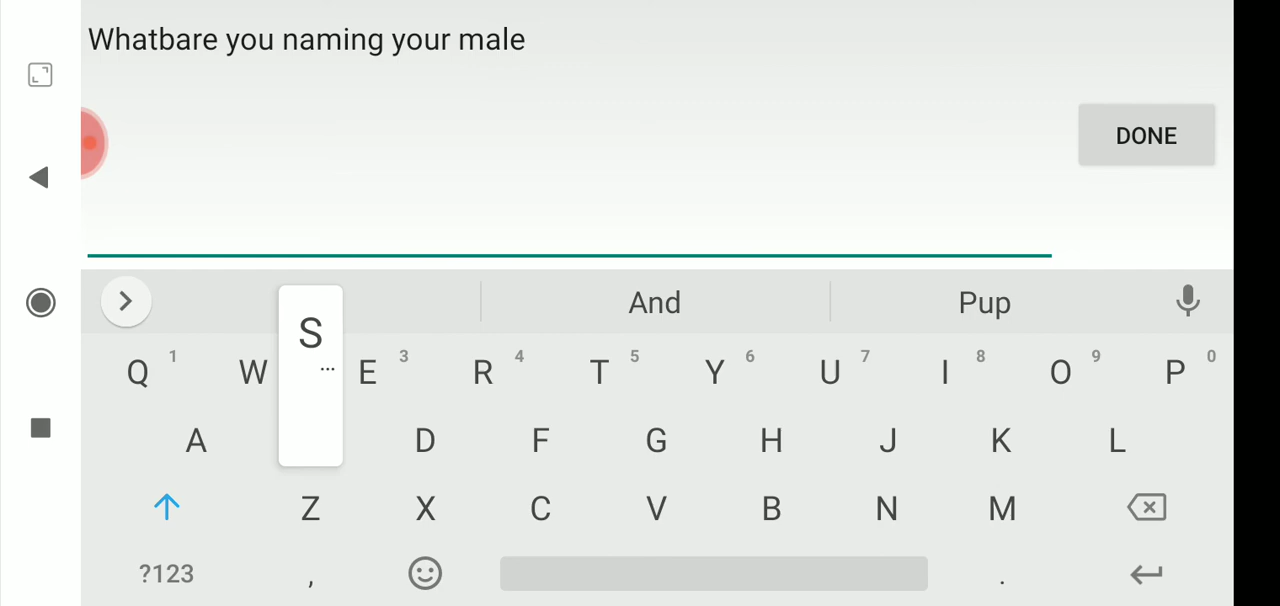 Whatbare you naming your male
DONE
And Pup
S
...
Q 1 W E 3 R 4 T 5 Y 6 U 7 I 8 O 9 P 0
A D F G H J K L
Z X C V B N M
?123 , .